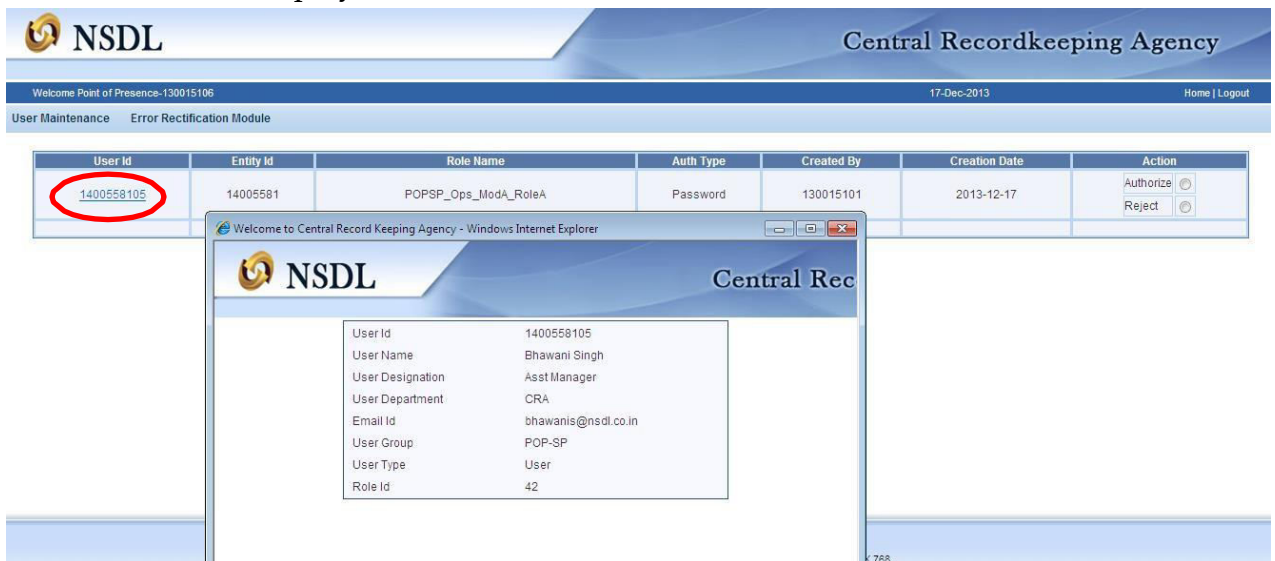 NSDL Central Recordkeeping Agency
Welcome Point of Presence-130015106 17-Dec-2013 Home | Logout
User Maintenance Error Rectification Module
User Id Entity Id Role Name Auth Type Created By Creation Date Action
1400558105 14005581 POPSP_Ops_ModA_RoleA Password 130015101 2013-12-17 Authorize
Reject
Welcome to Central Record Keeping Agency - Windows Internet Explorer
NSDL Central Rec
User Id 1400558105
User Name Bhawani Singh
User Designation Asst Manager
User Department CRA
Email Id bhawanis@nsdl.co.in
User Group POP-SP
User Type User
Role Id 42
768